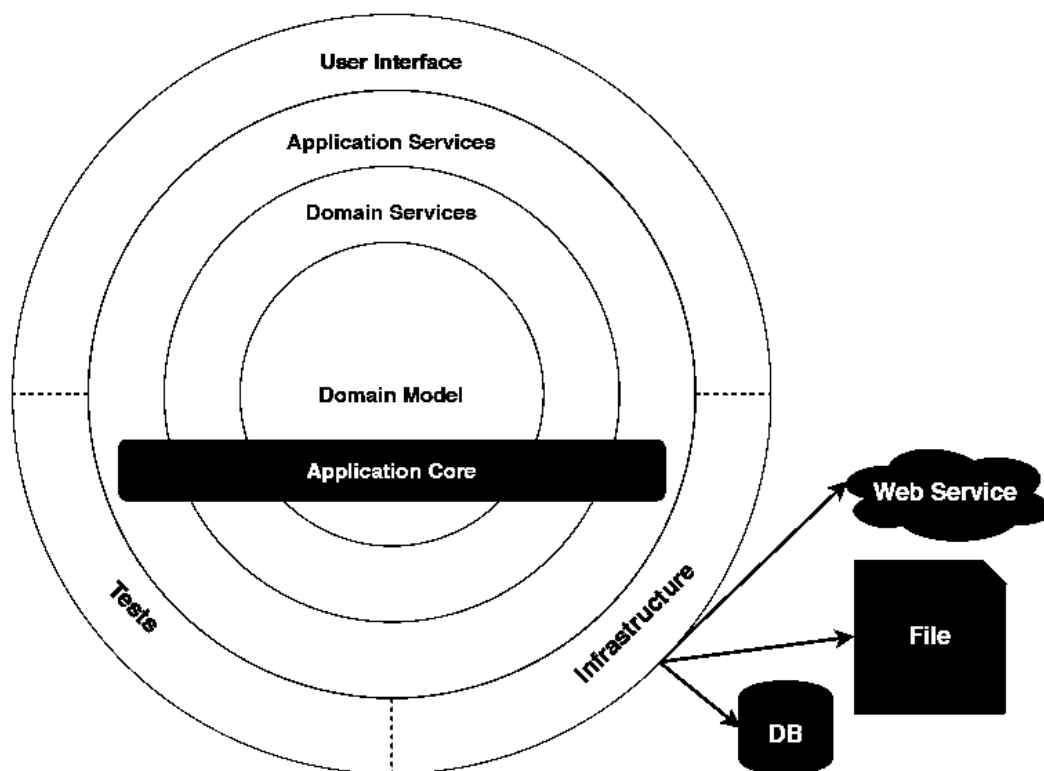 User Interface
Application Services
Domain Services
Domain Model
Application Core
Web Service
Tests
Infrastructure
File
DB